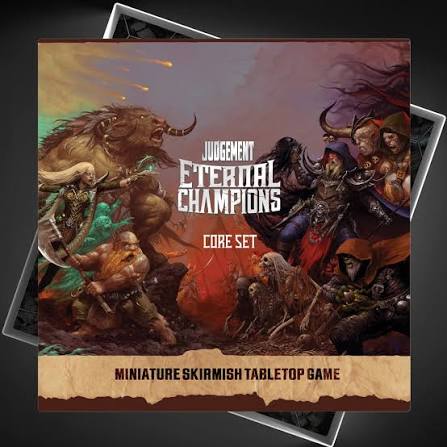 JUDGEMENT
ETERNAL
CHAMPIONS
CORE SET
MINIATURE SKIRMISH TABLETOP GAME